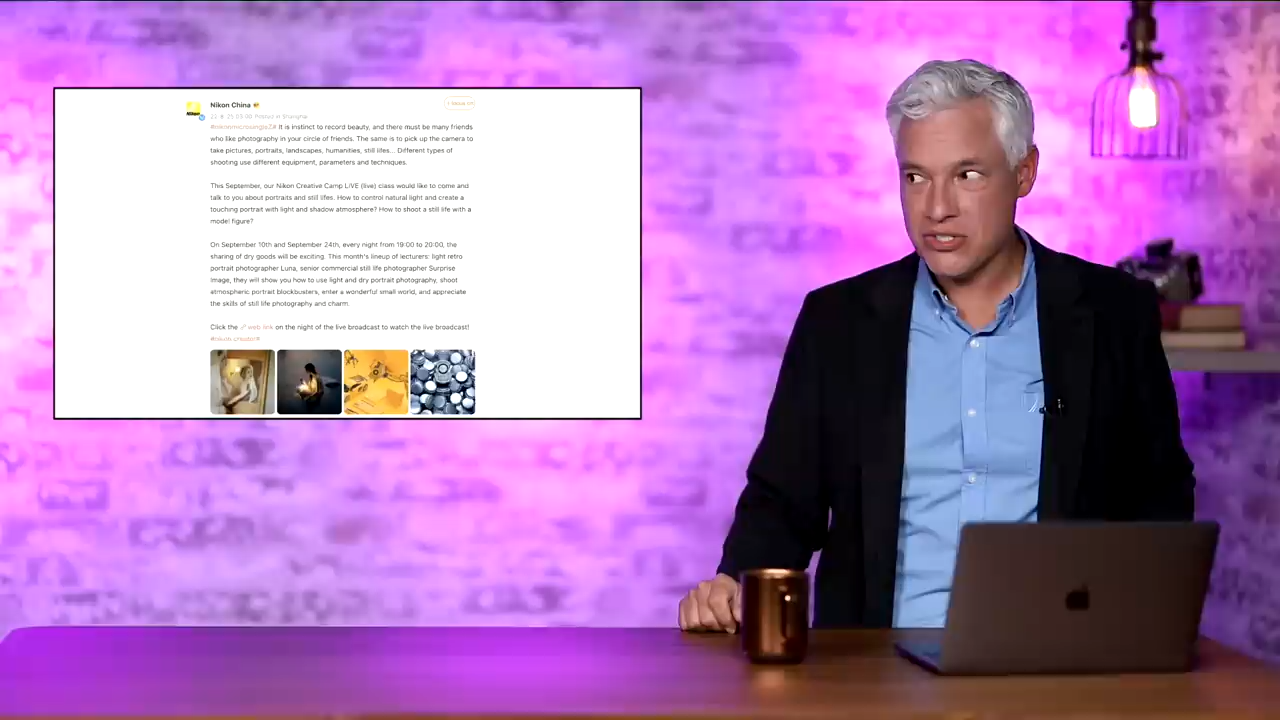 Nikon China
Posted in Shanghai
It is instinct to record beauty, and there must be many friends
who like photography in your circle of friends. The same is to pick up the camera to
take pictures, portraits, landscapes, humanities, still lifes... Different types of
shooting use different equipment, parameters and techniques.
This September, our Nikon Creative Camp LIVE (live) class would like to come and
talk to you about portraits and still lifes. How to control natural light and create a
touching portrait with light and shadow atmosphere? How to shoot a still life with a
model figure?
On September 10th and September 24th, every night from 19:00 to 20:00, the
sharing of dry goods will be exciting. This month's lineup of lecturers: light retro
portrait photographer Luna, senior commercial still life photographer Surprise
Image, they will show you how to use light and dry portrait photography, shoot
atmospheric portrait blockbusters, enter a wonderful small world, and appreciate
the skills of still life photography and charm.
Click the web link on the night of the live broadcast to watch the live broadcast!
#nikon creator#